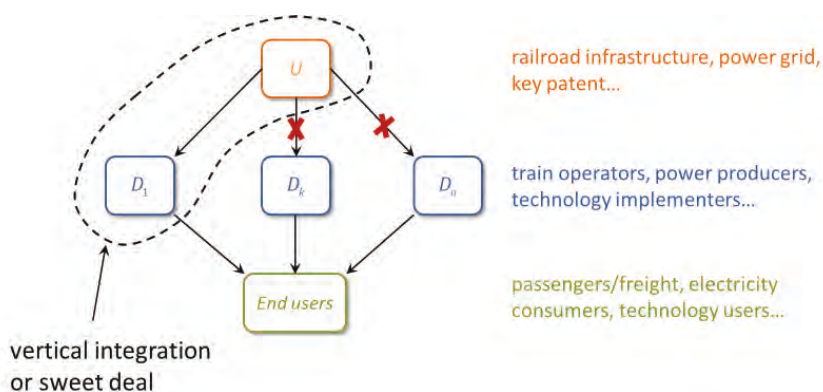 U
railroad infrastructure, power grid,
key patent...
D1
Dk
Dn
train operators, power producers,
technology implementers...
End users
passengers/freight, electricity
consumers, technology users...
vertical integration
or sweet deal